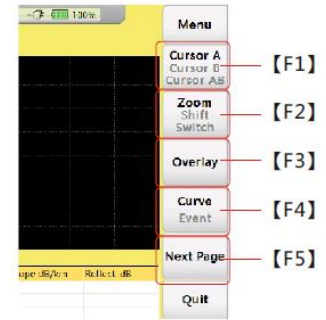 100%
Menu
Cursor A
Cursor B
Cursor AB
【F1】
Zoom
Shift
Switch
【F2】
Overlay
【F3】
Curve
Event
【F4】
Next Page
【F5】
ope dB/km Reflect dB
Quit